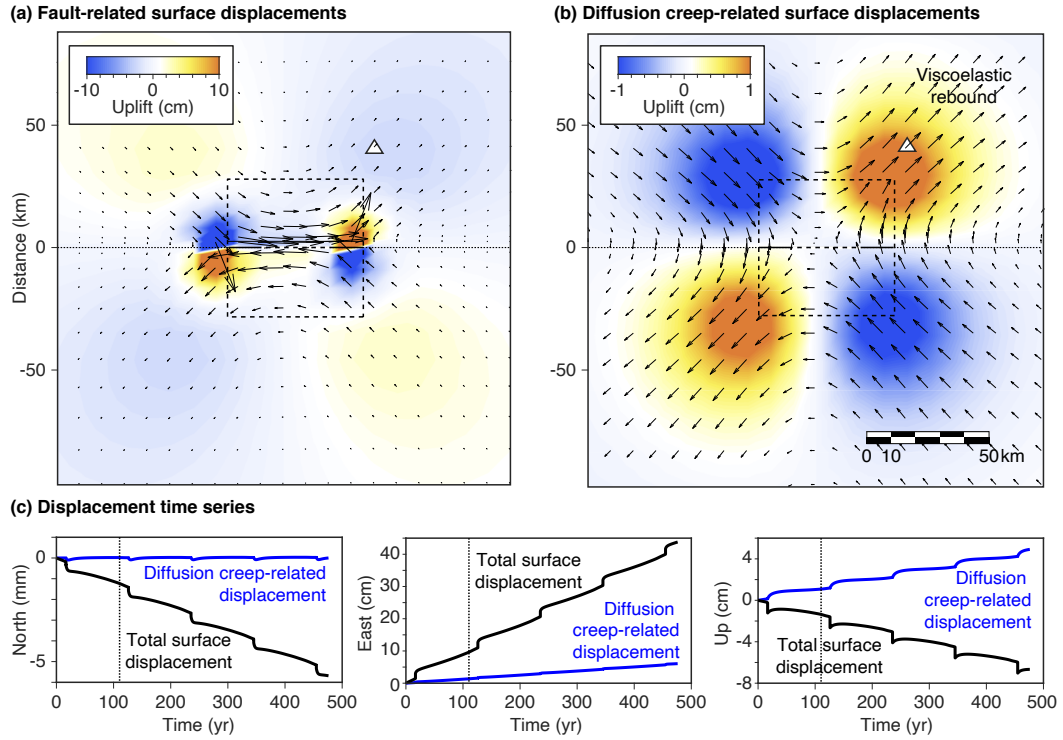 (a) Fault-related surface displacements
-10 0 10
Uplift (cm)
50
0
-50
Distance (km)
(b) Diffusion creep-related surface displacements
-1 0 1
Uplift (cm)
Viscoelastic
rebound
50
0
-50
0 10 50 km
(c) Displacement time series
0
-5
North (mm)
Diffusion creep-related
displacement
Total surface
displacement
0 100 200 300 400 500
Time (yr)
40
30
20
10
0
East (cm)
Total surface
displacement
Diffusion
creep-related
displacement
0 100 200 300 400 500
Time (yr)
4
0
-4
-8
Up (cm)
Diffusion
creep-related
displacement
Total surface
displacement
0 100 200 300 400 500
Time (yr)